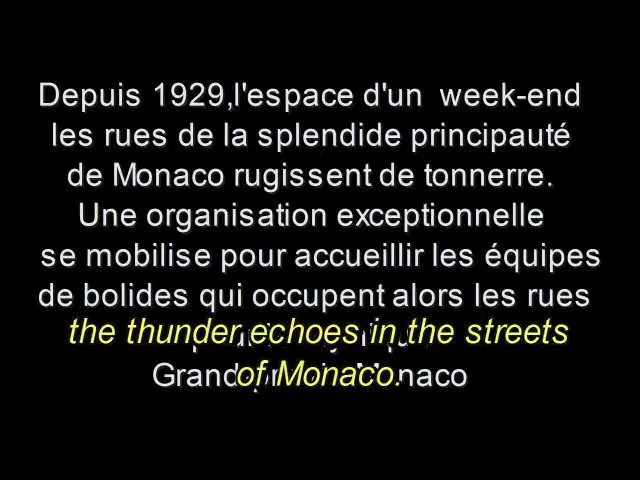 Depuis 1929,l'espace d'un week-end
les rues de la splendide principauté
de Monaco rugissent de tonnerre.
Une organisation exceptionnelle
se mobilise pour accueillir les équipes
de bolides qui occupent alors les rues
the thunder echoes in the streets
of Monaco.
Grand Monaco